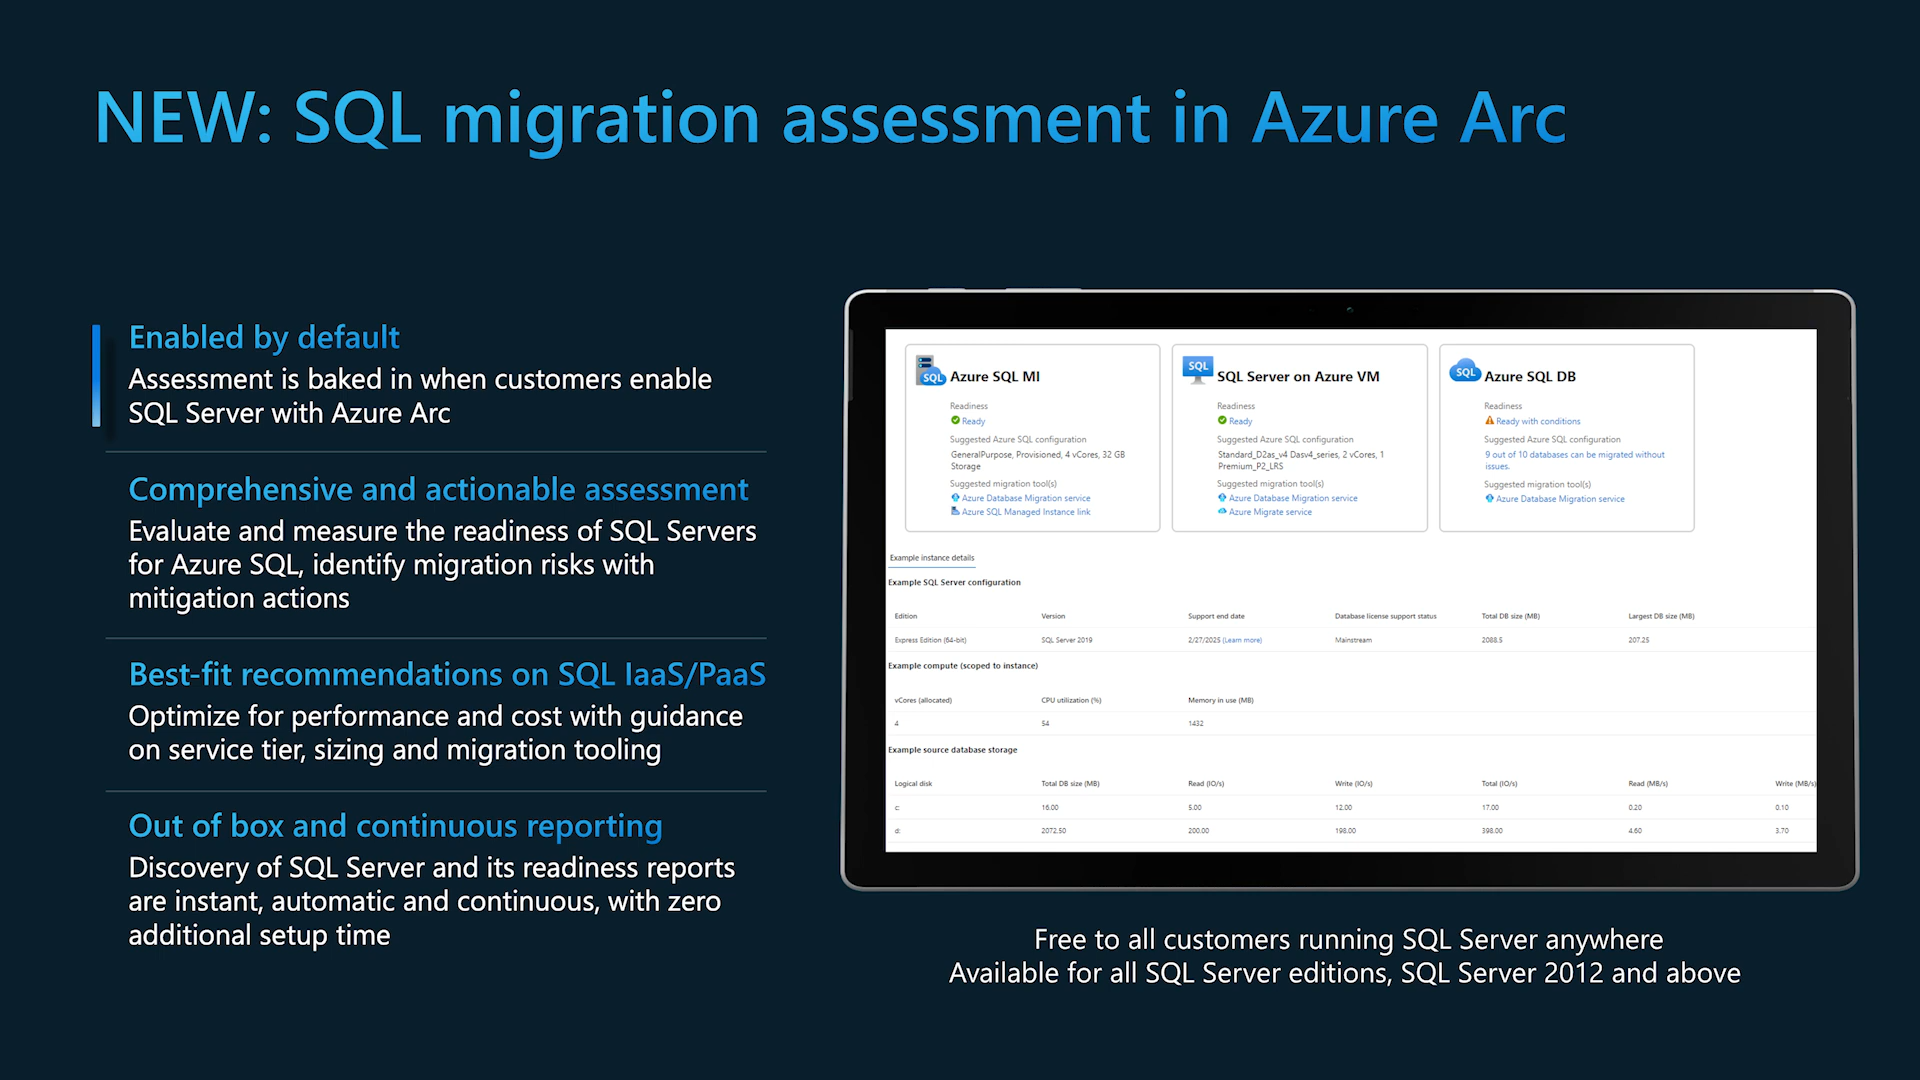 NEW: SQL migration assessment in Azure Arc
Enabled by default
Assessment is baked in when customers enable
SQL Server with Azure Arc
Comprehensive and actionable assessment
Evaluate and measure the readiness of SQL Servers
for Azure SQL, identify migration risks with
mitigation actions
Best-fit recommendations on SQL IaaS/PaaS
Optimize for performance and cost with guidance
on service tier, sizing and migration tooling
Out of box and continuous reporting
Discovery of SQL Server and its readiness reports
are instant, automatic and continuous, with zero
additional setup time
SQL Azure SQL MI
Readiness
Ready
Suggested Azure SQL configuration
GeneralPurpose, Provisioned, 4 vCores, 32 GB
Storage
Suggested migration tool(s)
Azure Database Migration service
Azure SQL Managed Instance link
SQL SQL Server on Azure VM
Readiness
Ready
Suggested Azure SQL configuration
Standard_D2as_v4 Dasv4_series, 2 vCores, 1
Premium_P2_LRS
Suggested migration tool(s)
Azure Database Migration service
Azure Migrate service
SQL Azure SQL DB
Readiness
Ready with conditions
Suggested Azure SQL configuration
9 out of 10 databases can be migrated without
issues.
Suggested migration tool(s)
Azure Database Migration service
Example instance details
Example SQL Server configuration
Edition Version Support end date Database license support status Total DB size (MB) Largest DB size (MB)
Express Edition (64-bit) SQL Server 2019 2/27/2025 (Learn more) Mainstream 2088.5 207.25
Example compute (scoped to instance)
vCores (allocated) CPU utilization (%) Memory in use (MB)
4 54 1432
Example source database storage
Logical disk Total DB size (MB) Read (IO/s) Write (IO/s) Total (IO/s) Read (MB/s) Write (MB/s)
c: 16.00 5.00 12.00 17.00 0.20 0.10
d: 2072.50 200.00 198.00 398.00 4.60 3.70
Free to all customers running SQL Server anywhere
Available for all SQL Server editions, SQL Server 2012 and above